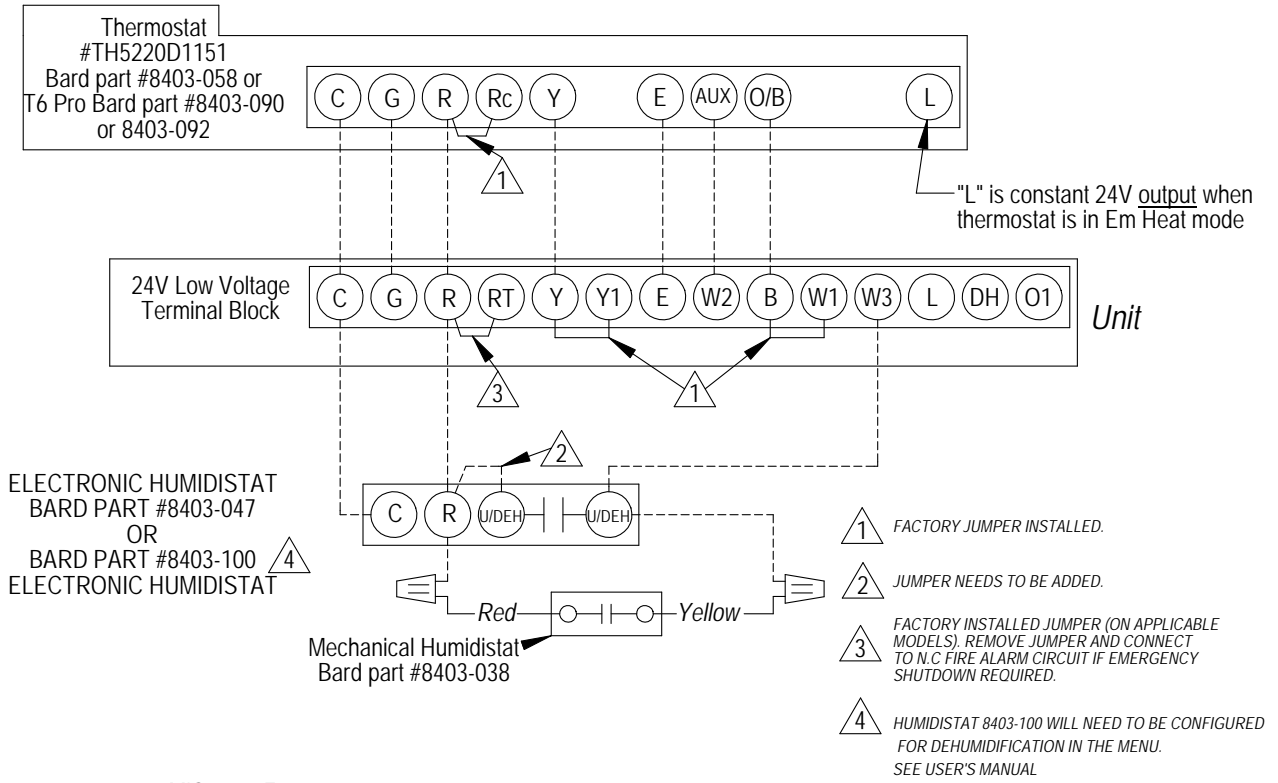 Thermostat
#TH5220D1151
Bard part #8403-058 or
T6 Pro Bard part #8403-090
or 8403-092
C G R Rc Y E AUX O/B L
1
"L" is constant 24V output when
thermostat is in Em Heat mode
24V Low Voltage
Terminal Block
C G R RT Y Y1 E W2 B W1 W3 L DH O1
Unit
3
1
2
ELECTRONIC HUMIDISTAT
BARD PART #8403-047
OR
BARD PART #8403-100
ELECTRONIC HUMIDISTAT
4
C R U/DEH U/DEH
Red
Yellow
Mechanical Humidistat
Bard part #8403-038
1 FACTORY JUMPER INSTALLED.
2 JUMPER NEEDS TO BE ADDED.
3 FACTORY INSTALLED JUMPER (ON APPLICABLE
MODELS). REMOVE JUMPER AND CONNECT
TO N.C FIRE ALARM CIRCUIT IF EMERGENCY
SHUTDOWN REQUIRED.
4 HUMIDISTAT 8403-100 WILL NEED TO BE CONFIGURED
FOR DEHUMIDIFICATION IN THE MENU.
SEE USER'S MANUAL